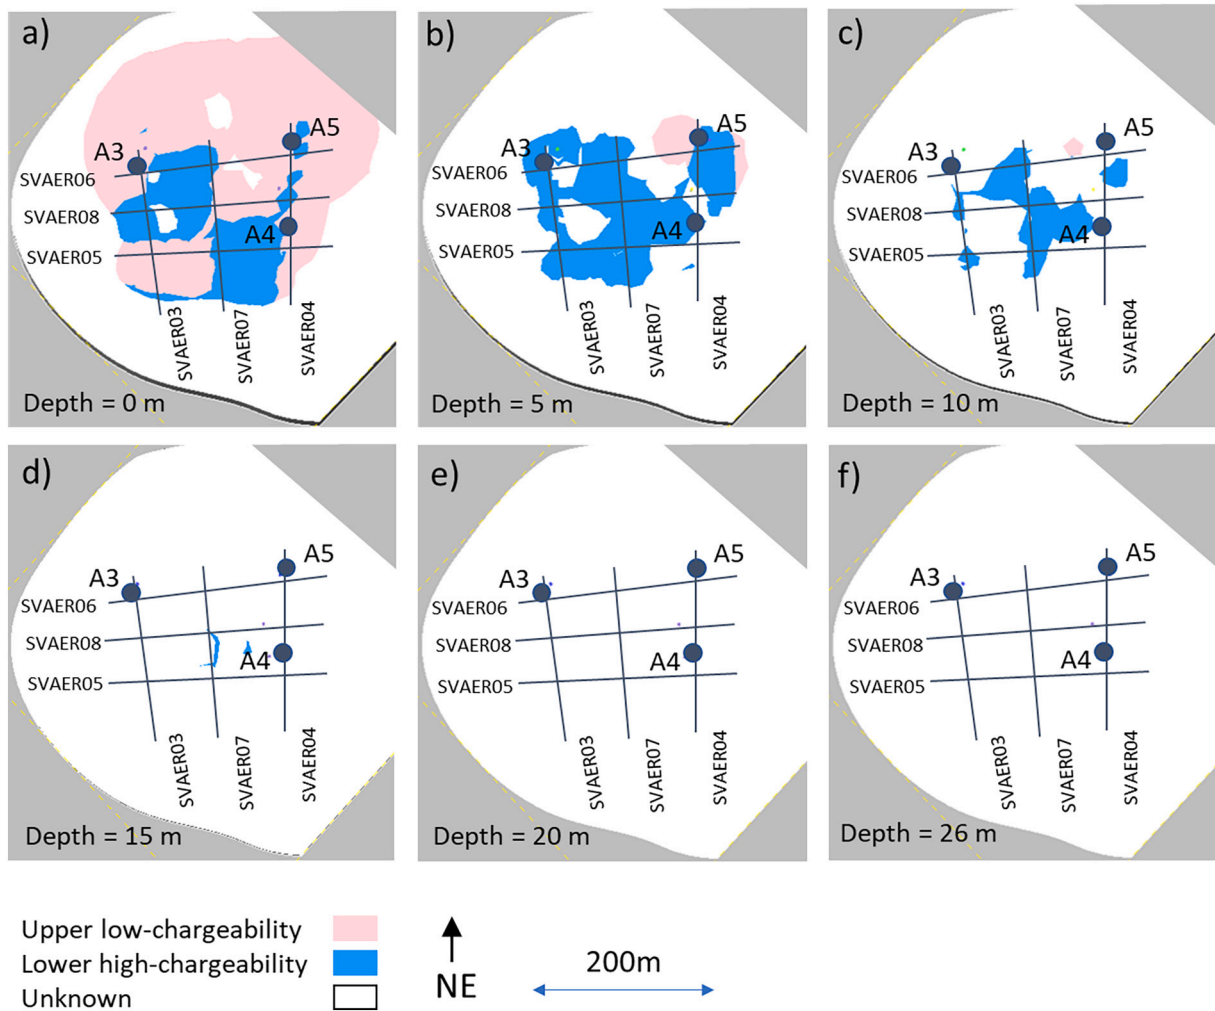 a)
A5
A3
SVAER06
SVAER08
A4
SVAER05
SVAER03
SVAER07
SVAER04
Depth = 0 m
b)
A5
A3
SVAER06
SVAER08
A4
SVAER05
SVAER03
SVAER07
SVAER04
Depth = 5 m
c)
A5
A3
SVAER06
SVAER08
A4
SVAER05
SVAER03
SVAER07
SVAER04
Depth = 10 m
d)
A5
A3
SVAER06
SVAER08
A4
SVAER05
SVAER03
SVAER07
SVAER04
Depth = 15 m
e)
A5
A3
SVAER06
SVAER08
A4
SVAER05
SVAER03
SVAER07
SVAER04
Depth = 20 m
f)
A5
A3
SVAER06
SVAER08
A4
SVAER05
SVAER03
SVAER07
SVAER04
Depth = 26 m
Upper low-chargeability
Lower high-chargeability
Unknown
NE
200m